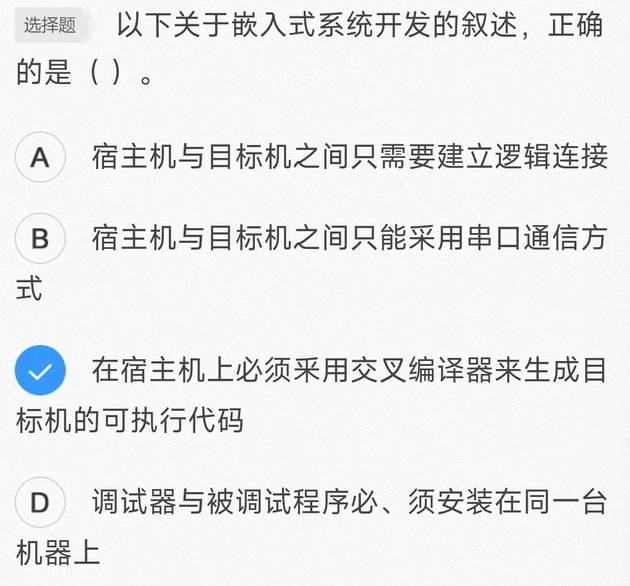 选择题 以下关于嵌入式系统开发的叙述，正确
的是（ ）。
A 宿主机与目标机之间只需要建立逻辑连接
B 宿主机与目标机之间只能采用串口通信方
式
在宿主机上必须采用交叉编译器来生成目
标机的可执行代码
D 调试器与被调试程序必、须安装在同一台
机器上